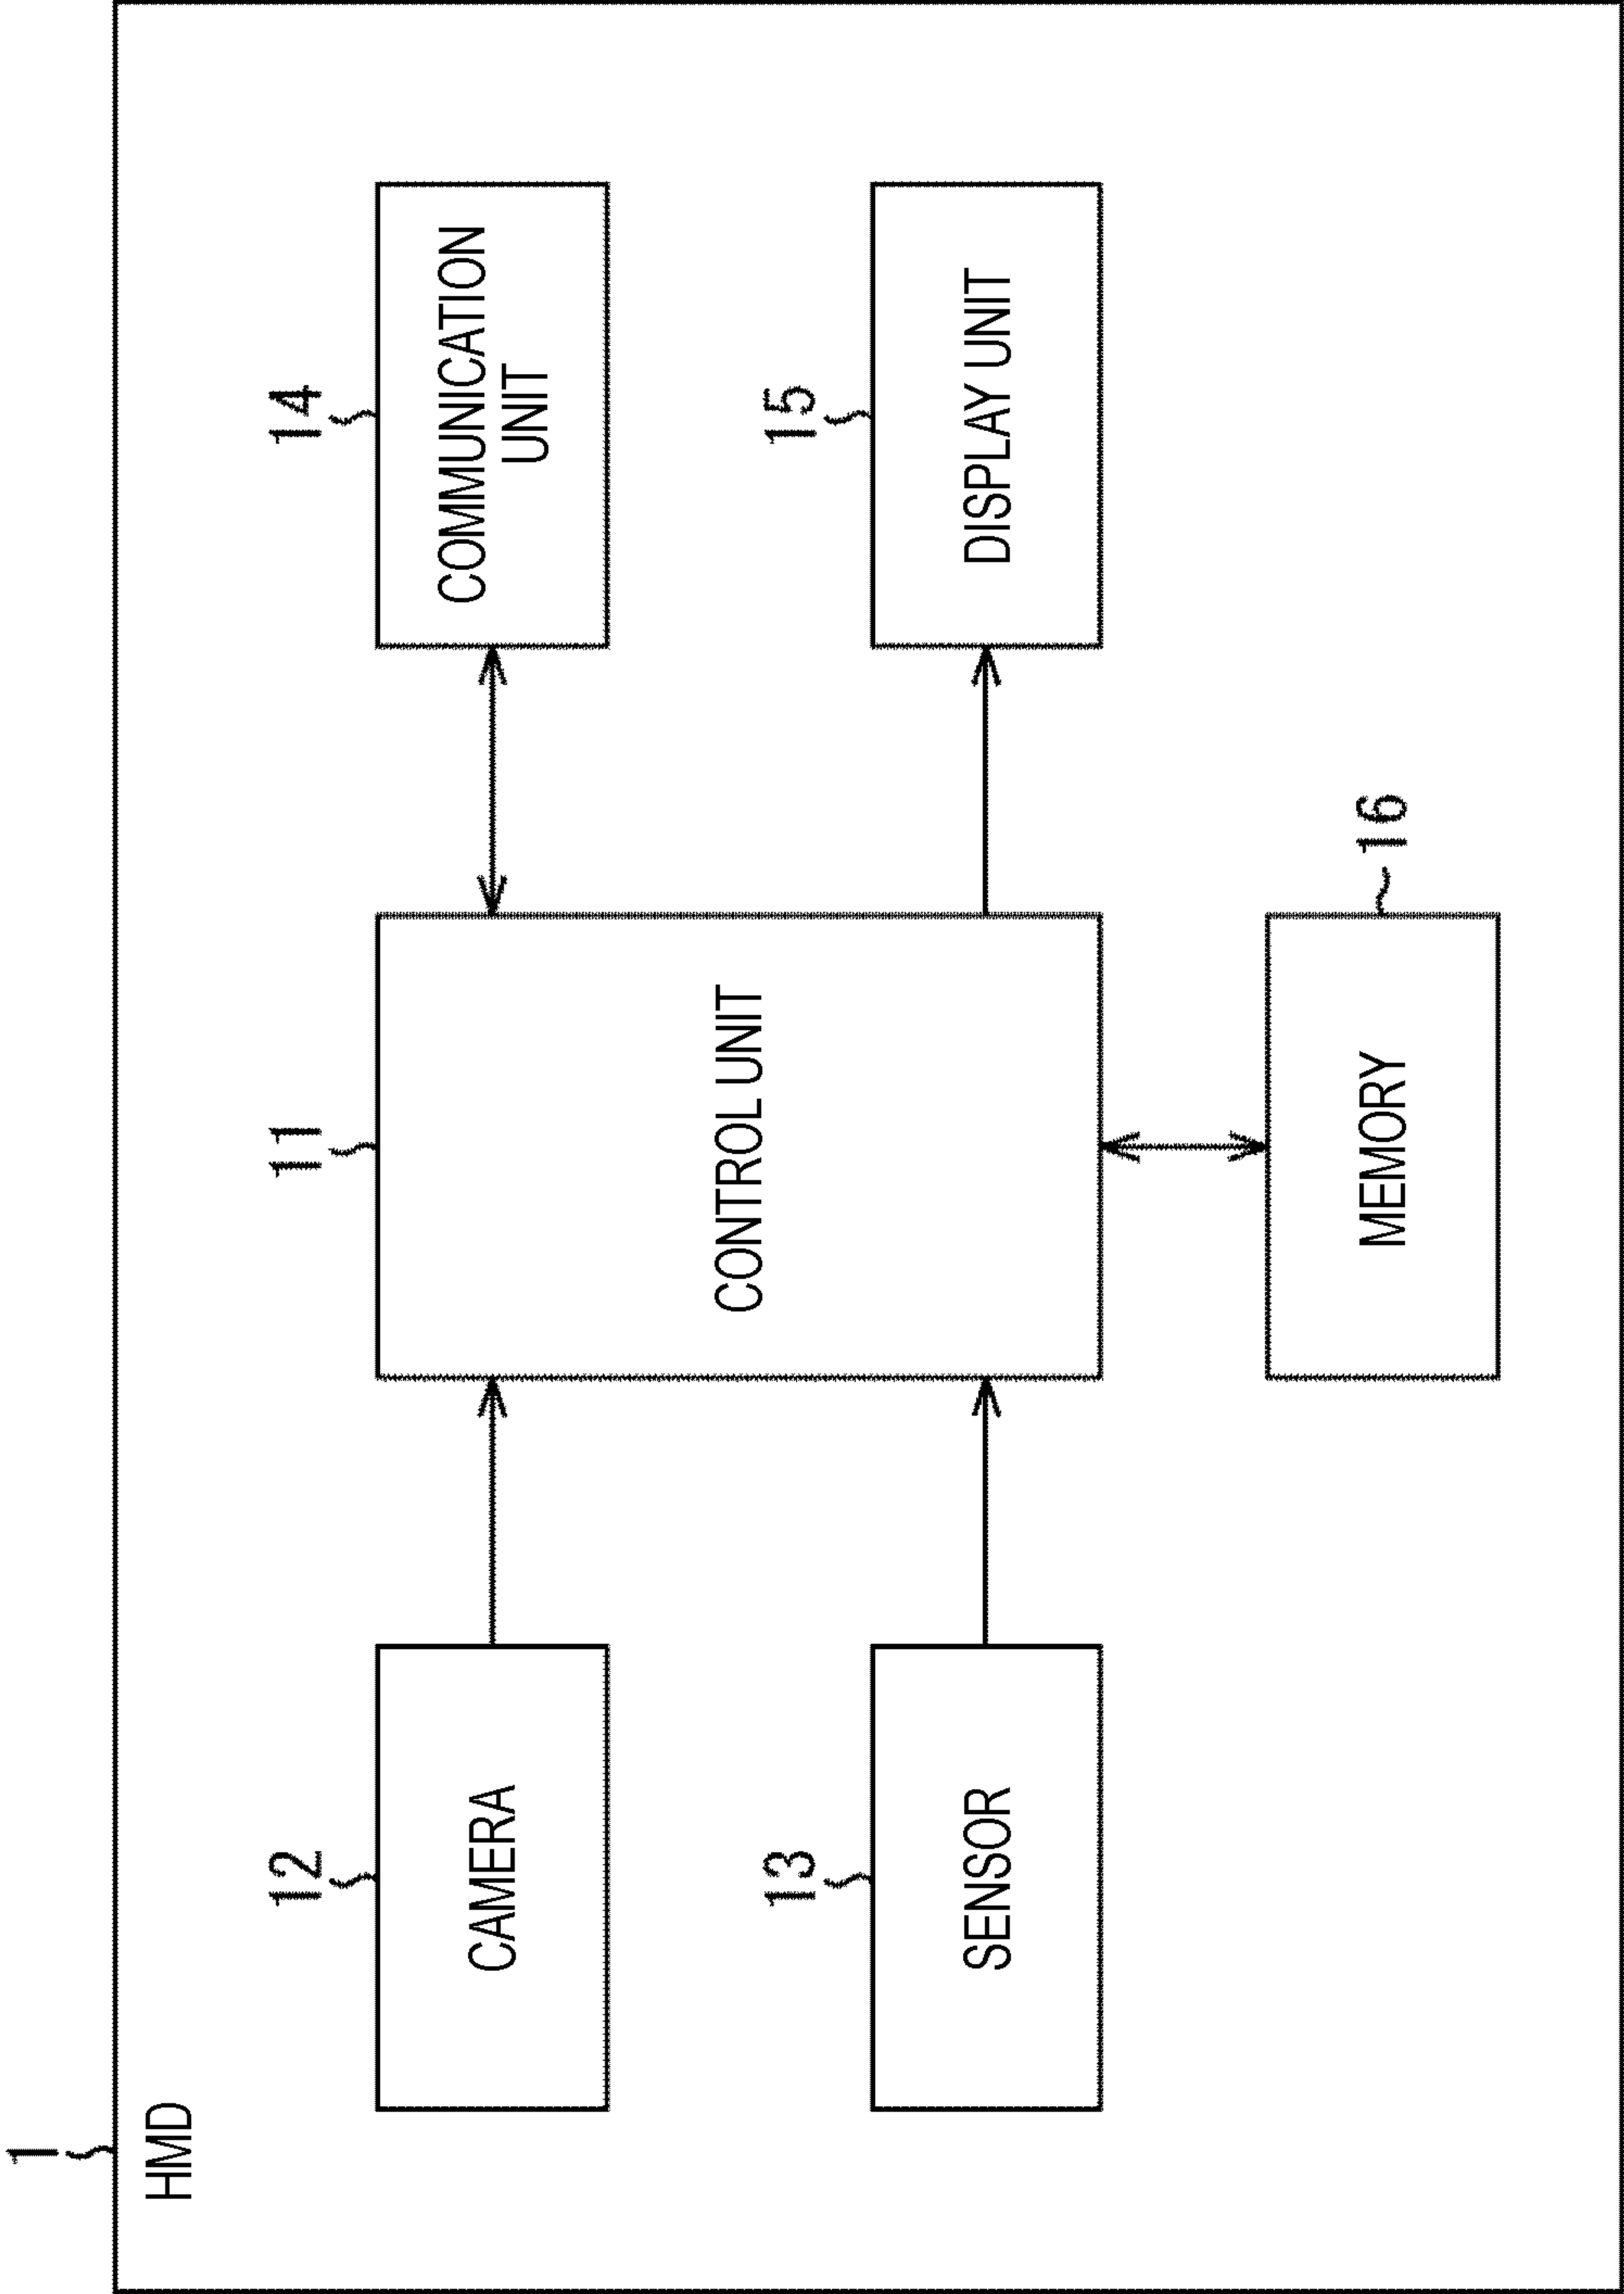 1
HMD
12
CAMERA
11
CONTROL UNIT
14
COMMUNICATION
UNIT
13
SENSOR
15
DISPLAY UNIT
MEMORY
16